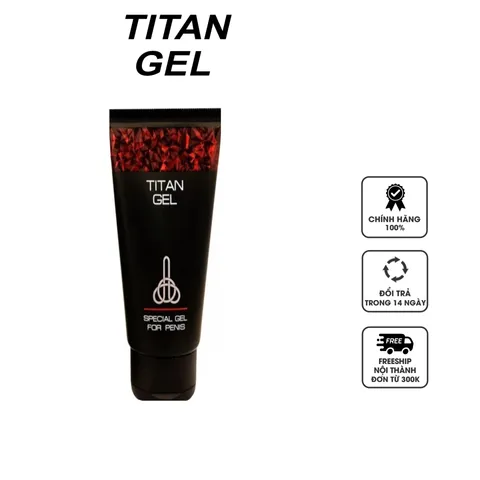 TITAN
GEL
TITAN
GEL
SPECIAL GEL
FOR PENIS
CHÍNH HÃNG
100%
ĐỔI TRẢ
TRONG 14 NGÀY
FREE
FREESHIP
NỘI THÀNH
ĐƠN TỪ 300K